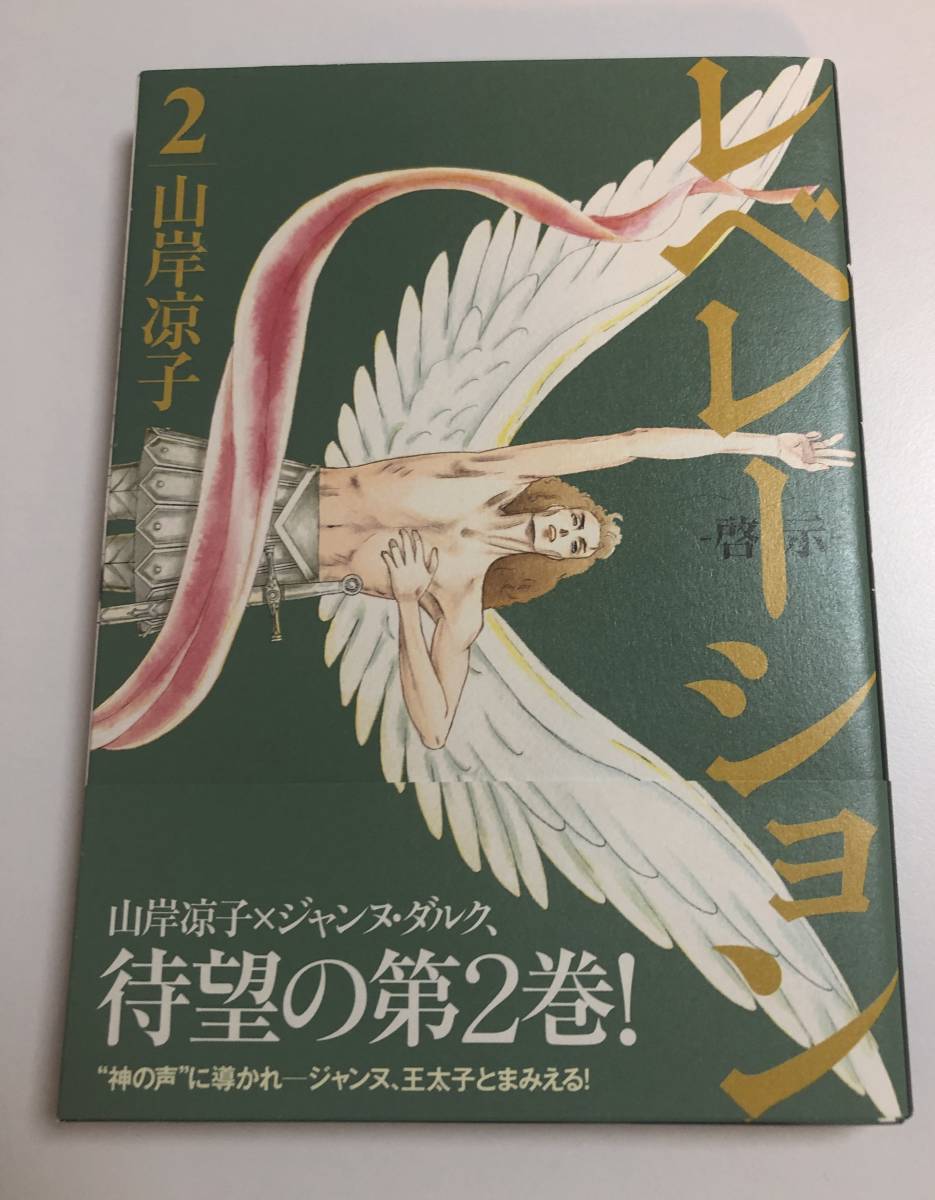 レベレーション
-啓示-
2
山岸凉子
山岸凉子×ジャンヌ・ダルク、
待望の第2巻!
“神の声”に導かれ—ジャンヌ、王太子とまみえる!